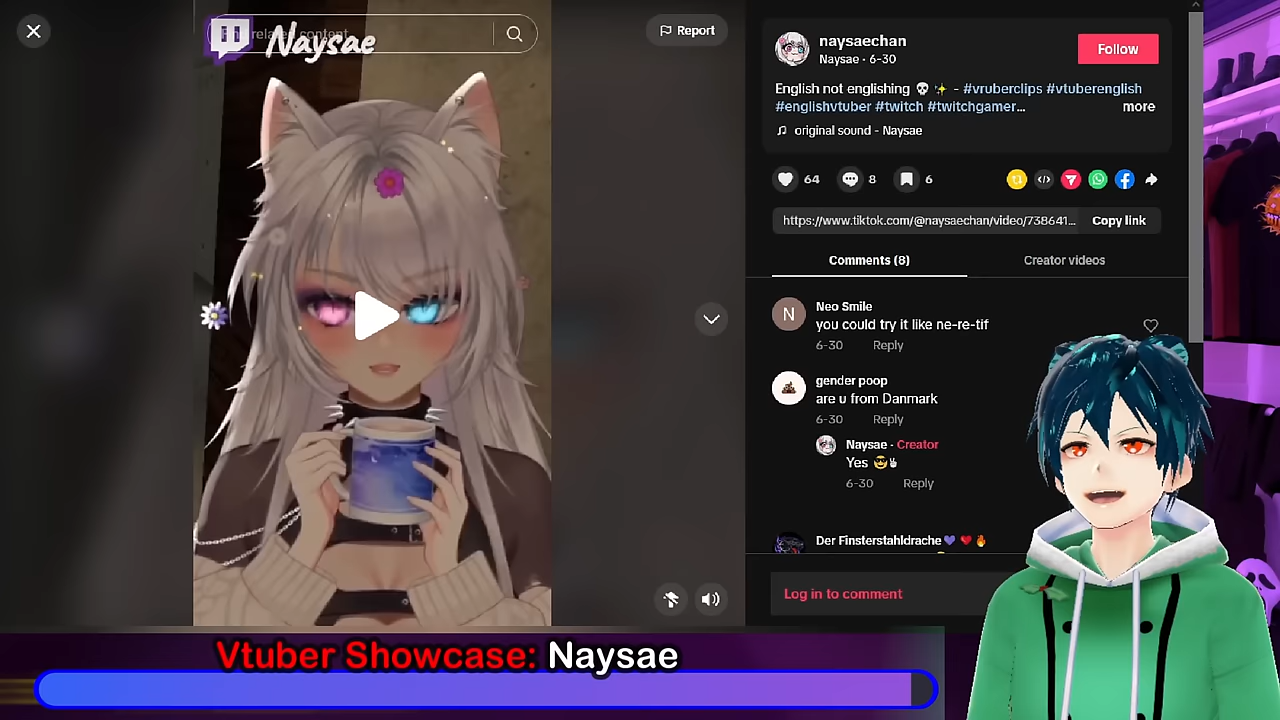 Find related content
Naysae
Report
naysaechan
Naysae · 6-30
Follow
English not englishing 💀 ✨ - #vruberclips #vtuberenglish
#englishvtuber #twitch #twitchgamer...
more
original sound - Naysae
64
8
6
https://www.tiktok.com/@naysaechan/video/738641...
Copy link
Comments (8)
Creator videos
N
Neo Smile
you could try it like ne-re-tif
6-30 Reply
gender poop
are u from Danmark
6-30 Reply
Naysae · Creator
Yes 😎✌🏻
6-30 Reply
Der Finsterstahldrache💜 ❤️ 🔥
Log in to comment
Vtuber Showcase: Naysae